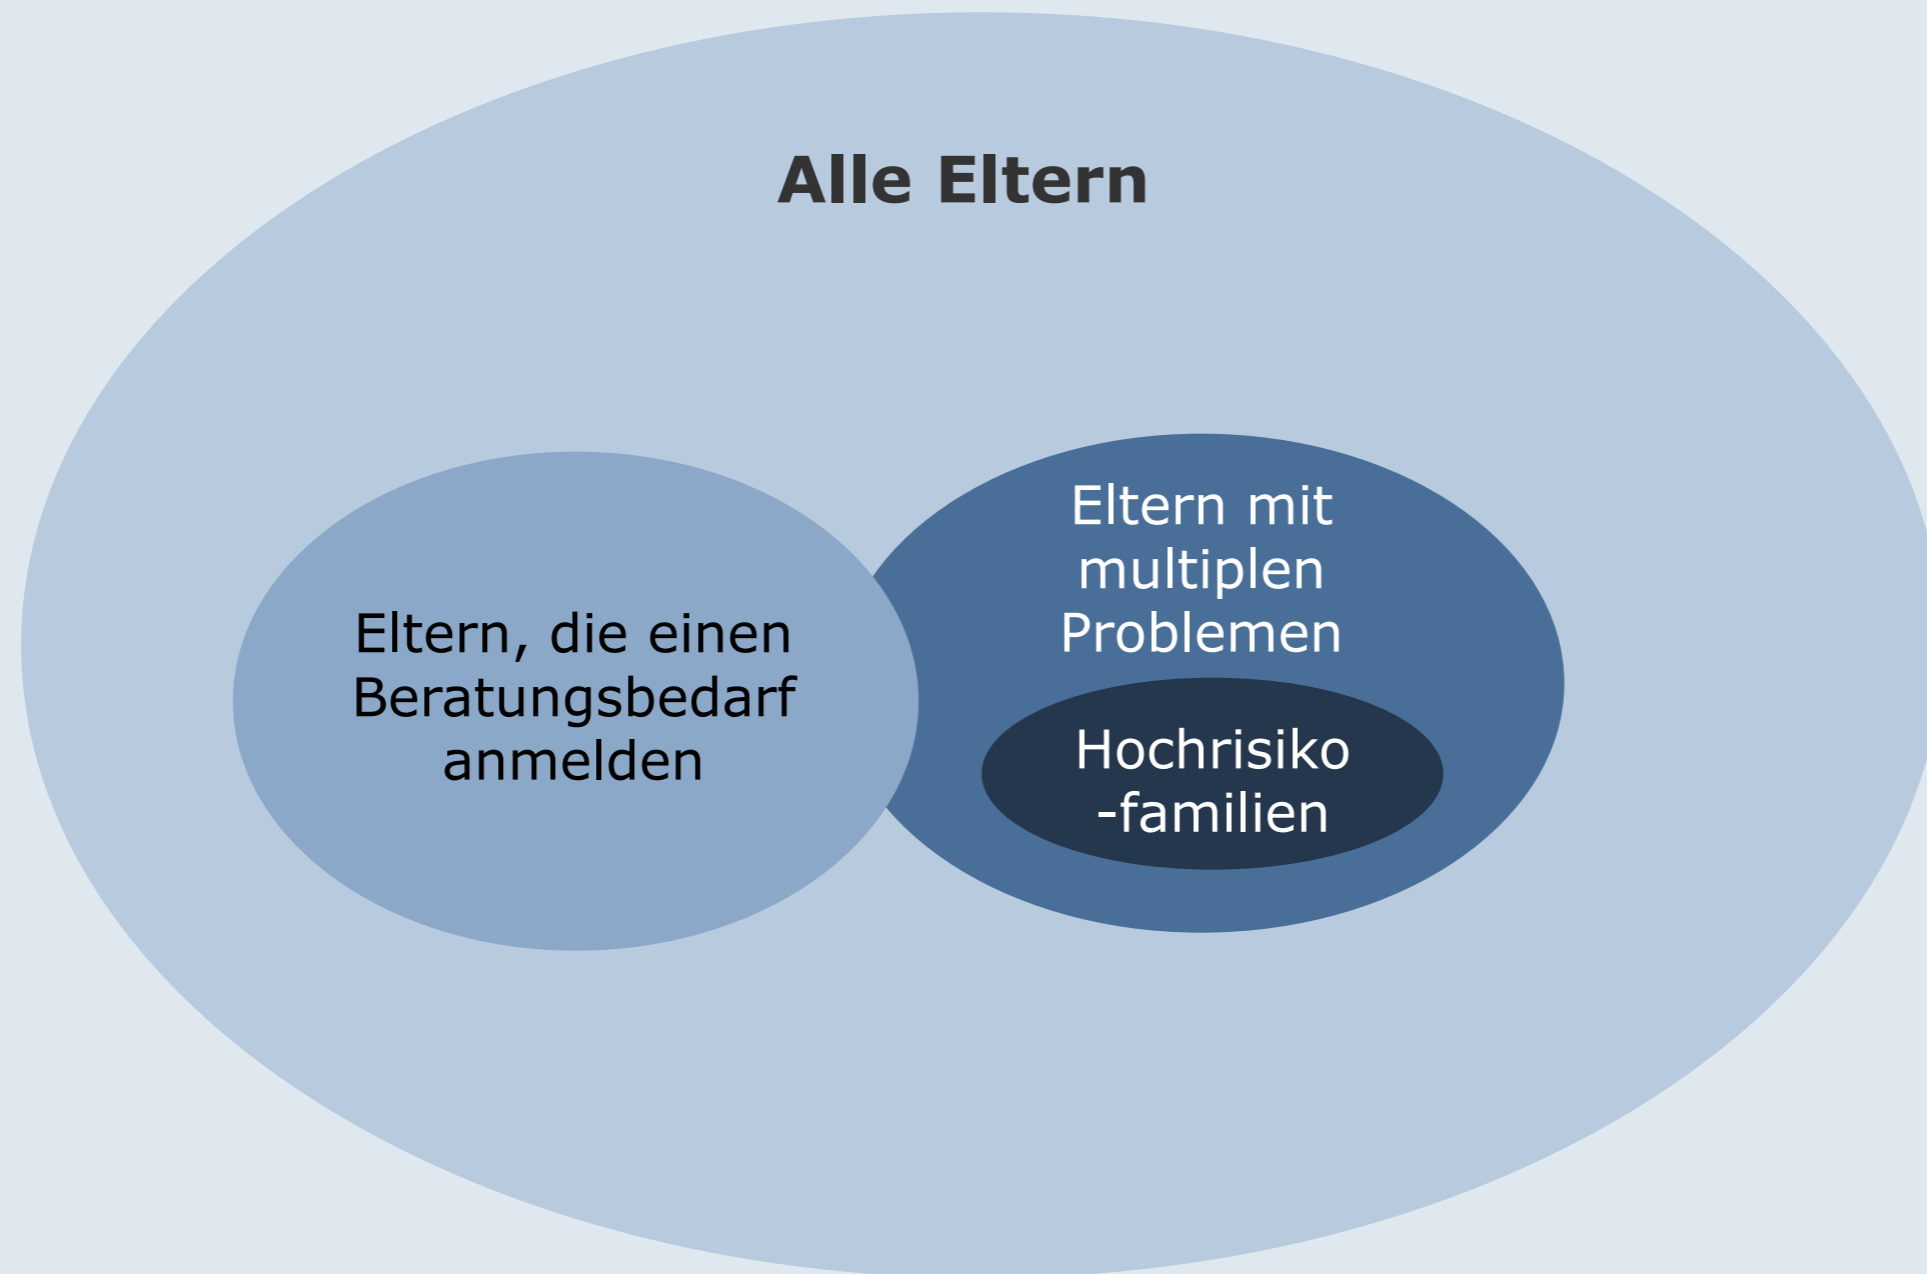 Alle Eltern
Eltern, die einen
Beratungsbedarf
anmelden
Eltern mit
multiplen
Problemen
Hochrisiko
-familien